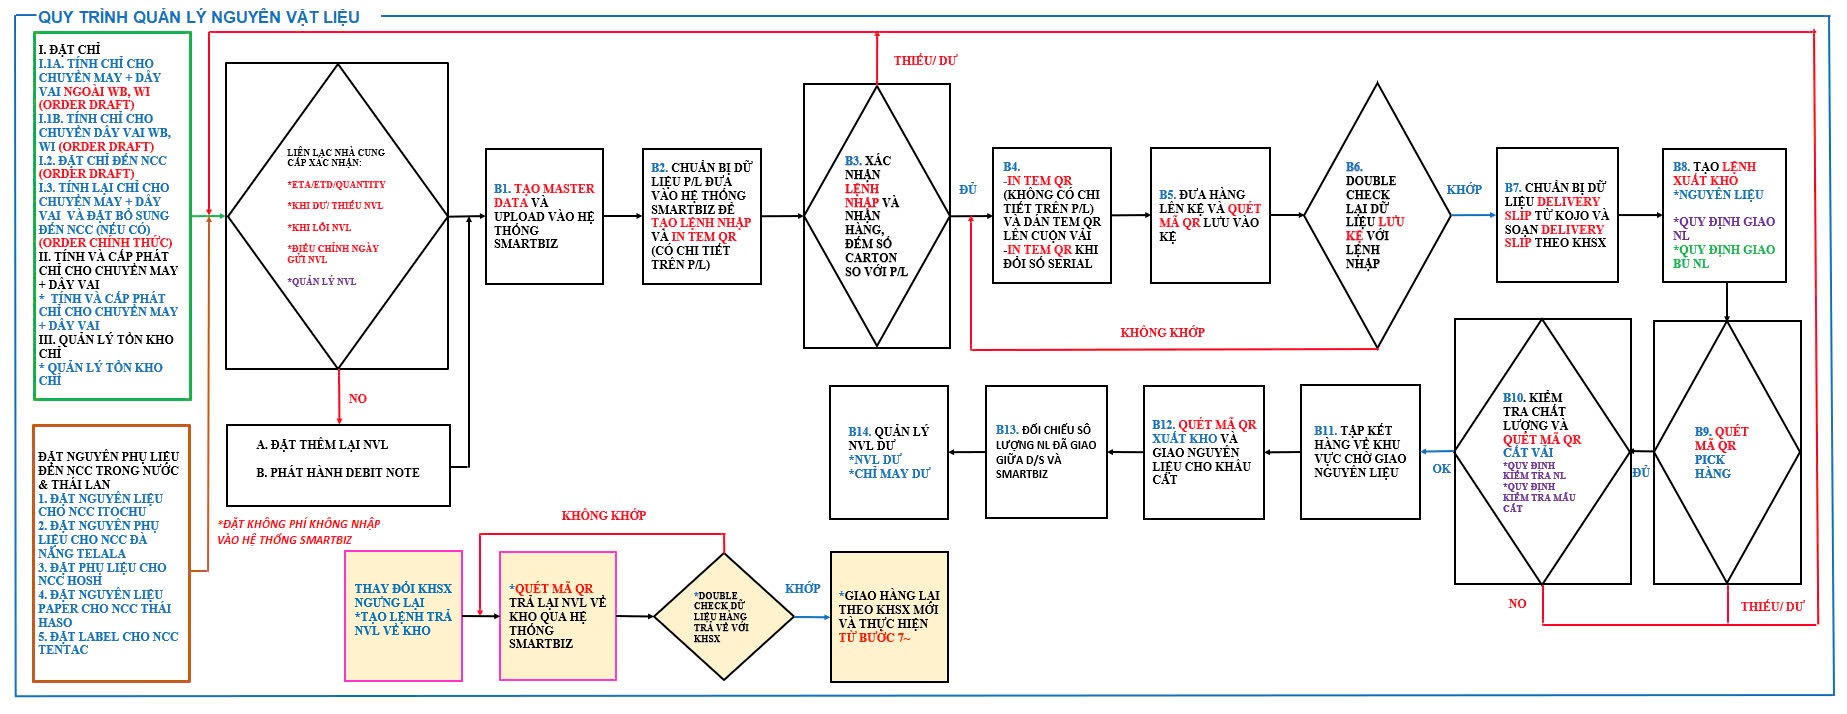 QUY TRÌNH QUẢN LÝ NGUYÊN VẬT LIỆU
I. ĐẶT CHỈ
I.1A. TÍNH CHỈ CHO
CHUYỀN MAY + DÂY
VAI NGOÀI WB, WI
(ORDER DRAFT)
I.1B. TÍNH CHỈ CHO
CHUYỀN DÂY VAI WB,
WI (ORDER DRAFT)
I.2. ĐẶT CHỈ ĐẾN NCC
(ORDER DRAFT)
I.3. TÍNH LẠI CHỈ CHO
CHUYỀN MAY + DÂY
VAI VÀ ĐẶT BỔ SUNG
ĐẾN NCC (NẾU CÓ)
(ORDER CHÍNH THỨC)
II. TÍNH VÀ CẤP PHÁT
CHỈ CHO CHUYỀN MAY
+ DÂY VAI
* TÍNH VÀ CẤP PHÁT
CHỈ CHO CHUYỀN MAY
+ DÂY VAI
III. QUẢN LÝ TỒN KHO
CHỈ
* QUẢN LÝ TỒN KHO
CHỈ
ĐẶT NGUYÊN PHỤ LIỆU
ĐẾN NCC TRONG NƯỚC
& THÁI LAN
1. ĐẶT NGUYÊN LIỆU
CHO NCC ITOCHU
2. ĐẶT NGUYÊN PHỤ
LIỆU CHO NCC ĐÀ
NẴNG TELALA
3. ĐẶT PHỤ LIỆU CHO
NCC HOSH
4. ĐẶT NGUYÊN LIỆU
PAPER CHO NCC THÁI
HASO
5. ĐẶT LABEL CHO NCC
TENTAC
LIÊN LẠC NHÀ CUNG
CẤP XÁC NHẬN:
*ETA/ETD/QUANTITY
*KHI DƯ/ THIẾU NVL
*KHI LỖI NVL
*ĐIỀU CHỈNH NGÀY
GỬI NVL
*QUẢN LÝ NVL
NO
A. ĐẶT THÊM LẠI NVL
B. PHÁT HÀNH DEBIT NOTE
*ĐẶT KHÔNG PHÍ KHÔNG NHẬP
VÀO HỆ THỐNG SMARTBIZ
B1. TẠO MASTER
DATA VÀ
UPLOAD VÀO HỆ
THỐNG
SMARTBIZ
B2. CHUẨN BỊ DỮ
LIỆU P/L ĐƯA
VÀO HỆ THỐNG
SMARTBIZ ĐỂ
TẠO LỆNH NHẬP
VÀ IN TEM QR
(CÓ CHI TIẾT
TRÊN P/L)
THIẾU/ DƯ
B3. XÁC
NHẬN
LỆNH
NHẬP VÀ
NHẬN
HÀNG,
ĐẾM SỐ
CARTON
SO VỚI P/L
ĐỦ
B4.
-IN TEM QR
(KHÔNG CÓ CHI
TIẾT TRÊN P/L)
VÀ DÁN TEM QR
LÊN CUỘN VẢI
-IN TEM QR KHI
ĐỔI SỐ SERIAL
B5. ĐƯA HÀNG
LÊN KỆ VÀ QUÉT
MÃ QR LƯU VÀO
KỆ
B6.
DOUBLE
CHECK
LẠI DỮ
LIỆU LƯU
KỆ VỚI
LỆNH
NHẬP
KHỚP
KHÔNG KHỚP
B7. CHUẨN BỊ DỮ
LIỆU DELIVERY
SLIP TỪ KOJO VÀ
SOẠN DELIVERY
SLIP THEO KHSX
B8. TẠO LỆNH
XUẤT KHO
*NGUYÊN LIỆU
*QUY ĐỊNH GIAO
NL
*QUY ĐỊNH GIAO
BÙ NL
B9. QUÉT
MÃ QR
PICK
HÀNG
ĐỦ
THIẾU/ DƯ
B10. KIỂM
TRA CHẤT
LƯỢNG VÀ
QUÉT MÃ QR
CẮT VẢI
*QUY ĐỊNH
KIỂM TRA NL
*QUY ĐỊNH
KIỂM TRA MẪU
CẮT
OK
NO
B11. TẬP KẾT
HÀNG VỀ KHU
VỰC CHỜ GIAO
NGUYÊN LIỆU
B12. QUÉT MÃ QR
XUẤT KHO VÀ
GIAO NGUYÊN
LIỆU CHO KHÂU
CẮT
B13. ĐỐI CHIẾU SỐ
LƯỢNG NL ĐÃ GIAO
GIỮA D/S VÀ
SMARTBIZ
B14. QUẢN LÝ
NVL DƯ
*NVL DƯ
*CHỈ MAY DƯ
THAY ĐỔI KHSX
NGƯNG LẠI
*TẠO LỆNH TRẢ
NVL VỀ KHO
*QUÉT MÃ QR
TRẢ LẠI NVL VỀ
KHO QUA HỆ
THỐNG
SMARTBIZ
KHÔNG KHỚP
*DOUBLE
CHECK DỮ
LIỆU HÀNG
TRẢ VỀ VỚI
KHSX
KHỚP
*GIAO HÀNG LẠI
THEO KHSX MỚI
VÀ THỰC HIỆN
TỪ BƯỚC 7~